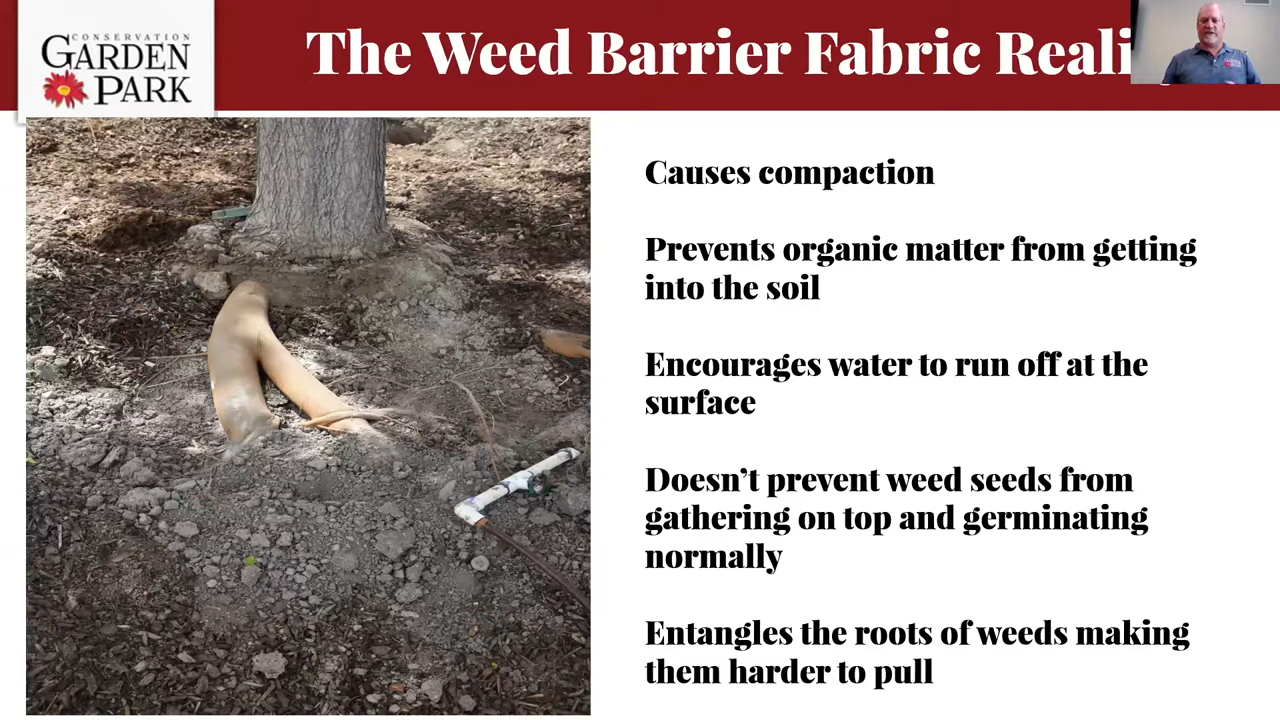 CONSERVATION
GARDEN
PARK
The Weed Barrier Fabric Reali
Causes compaction
Prevents organic matter from getting
into the soil
Encourages water to run off at the
surface
Doesn’t prevent weed seeds from
gathering on top and germinating
normally
Entangles the roots of weeds making
them harder to pull